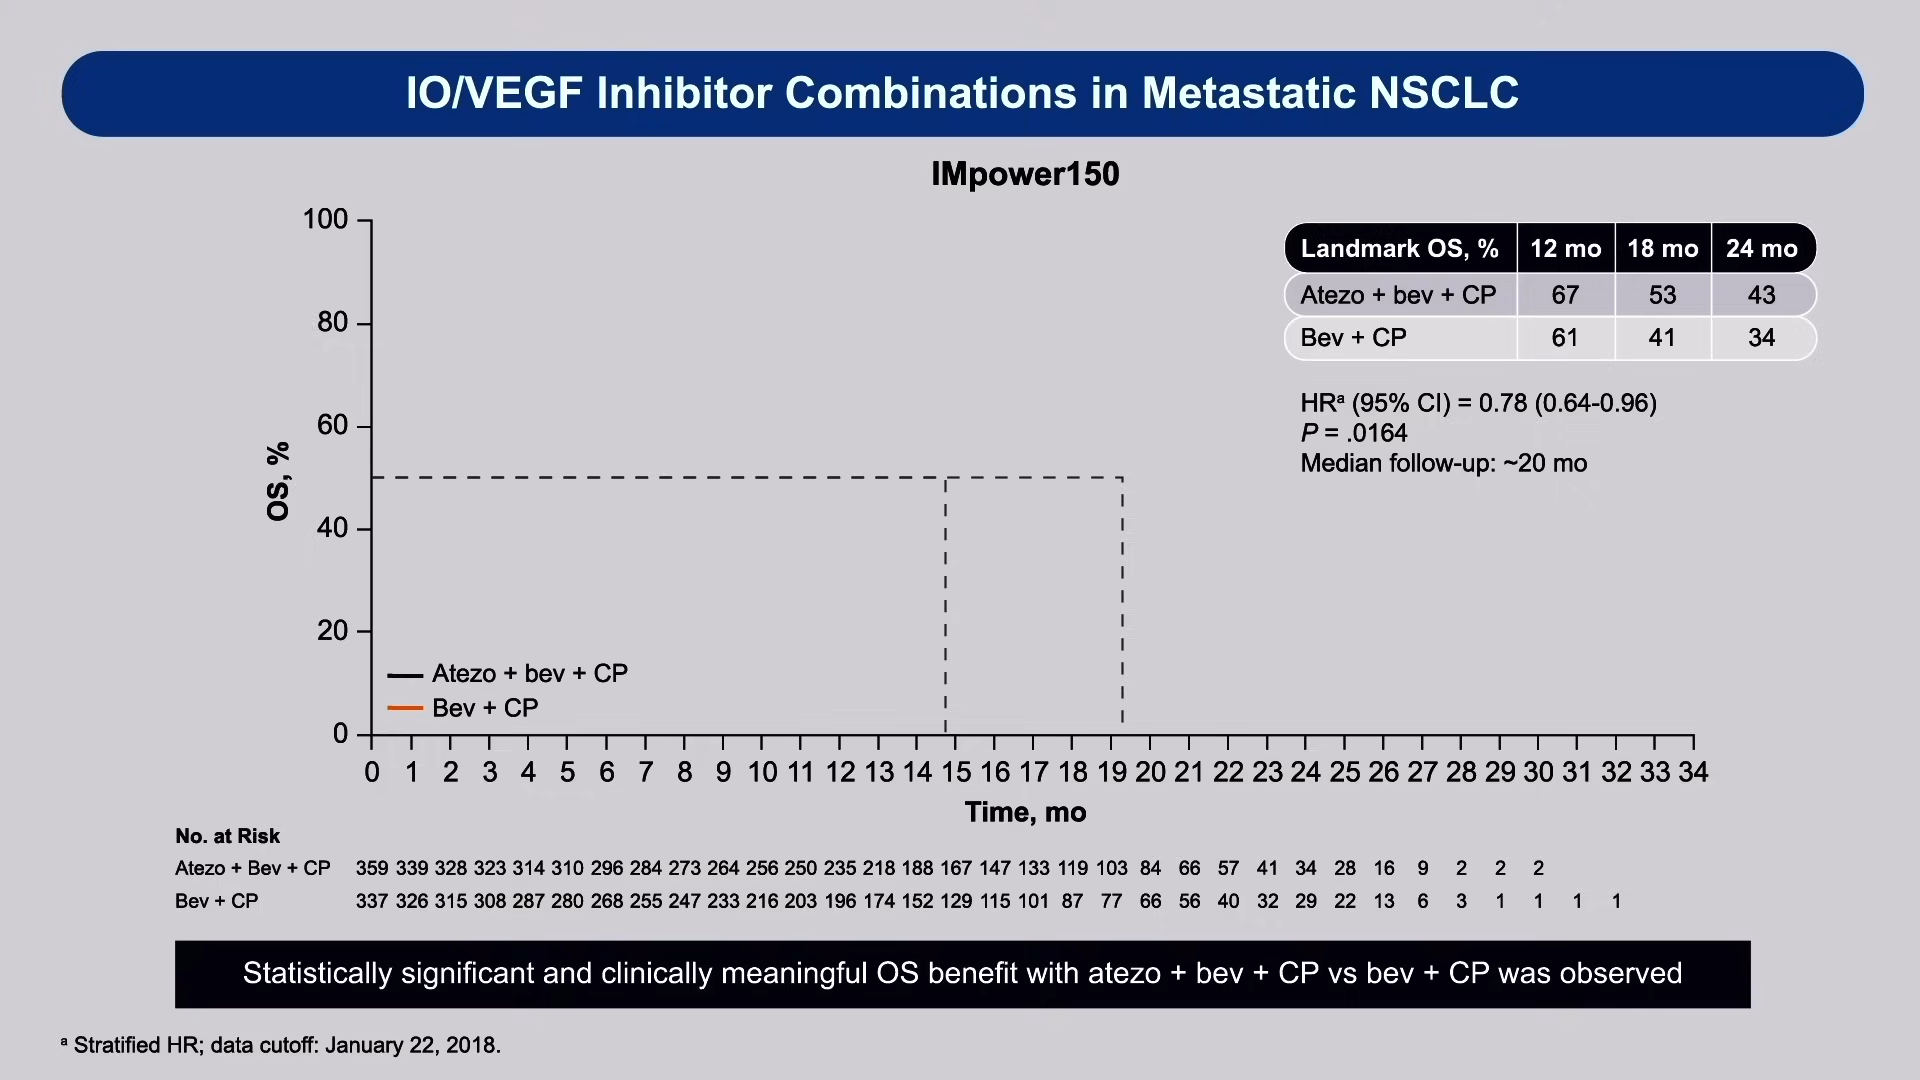 IO/VEGF Inhibitor Combinations in Metastatic NSCLC
IMpower150
Landmark OS, % 12 mo 18 mo 24 mo
Atezo + bev + CP 67 53 43
Bev + CP 61 41 34
HRᵃ (95% CI) = 0.78 (0.64-0.96)
P = .0164
Median follow-up: ~20 mo
OS, %
100
80
60
40
20
0
Atezo + bev + CP
Bev + CP
0 1 2 3 4 5 6 7 8 9 10 11 12 13 14 15 16 17 18 19 20 21 22 23 24 25 26 27 28 29 30 31 32 33 34
Time, mo
No. at Risk
Atezo + Bev + CP 359 339 328 323 314 310 296 284 273 264 256 250 235 218 188 167 147 133 119 103 84 66 57 41 34 28 16 9 2 2 2
Bev + CP 337 326 315 308 287 280 268 255 247 233 216 203 196 174 152 129 115 101 87 77 66 56 40 32 29 22 13 6 3 1 1 1 1
Statistically significant and clinically meaningful OS benefit with atezo + bev + CP vs bev + CP was observed
ᵃ Stratified HR; data cutoff: January 22, 2018.